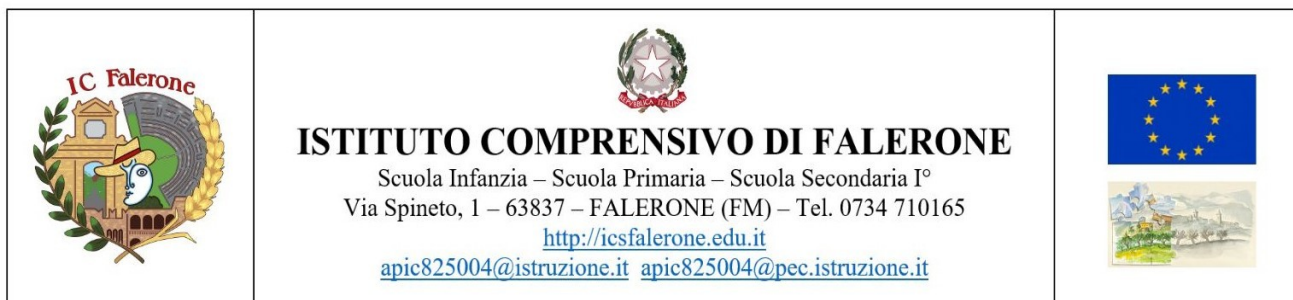 IC Falerone
REPVBBLICA ITALIANA
ISTITUTO COMPRENSIVO DI FALERONE
Scuola Infanzia – Scuola Primaria – Scuola Secondaria I°
Via Spineto, 1 – 63837 – FALERONE (FM) – Tel. 0734 710165
http://icsfalerone.edu.it
apic825004@istruzione.it apic825004@pec.istruzione.it